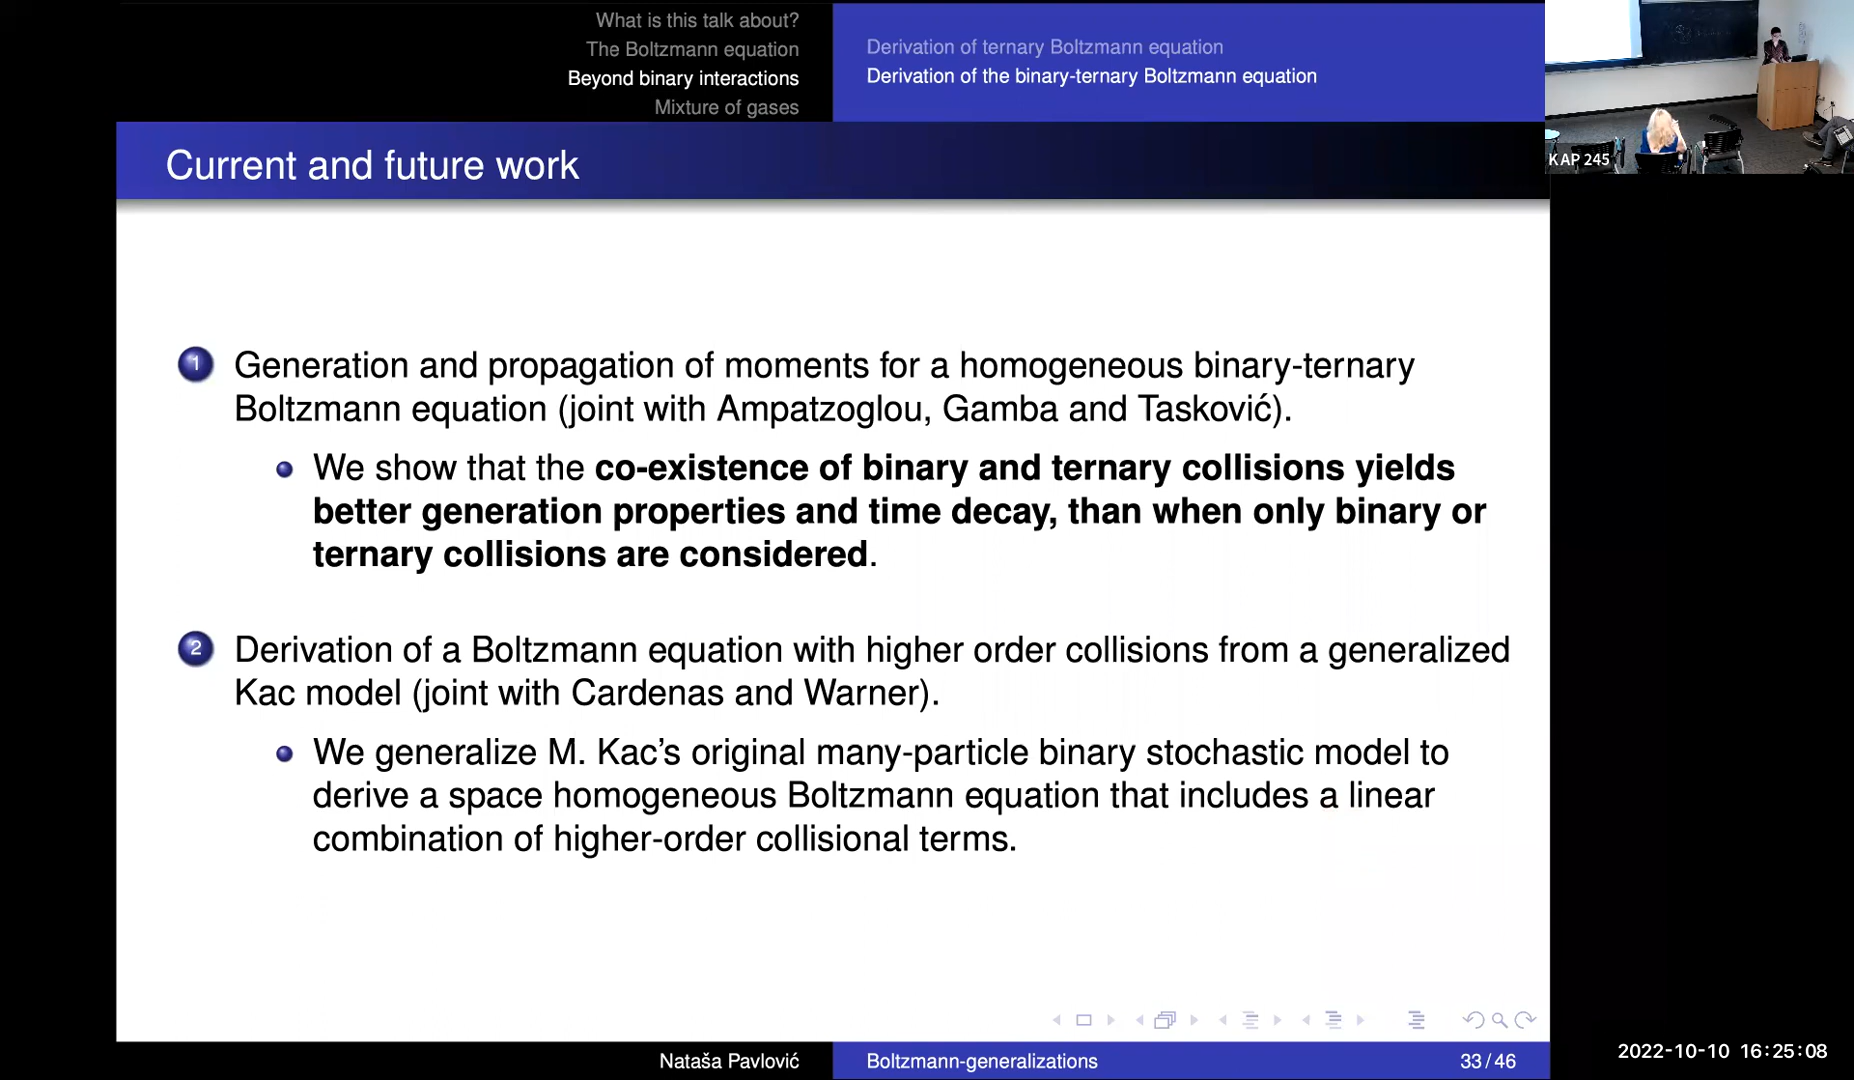 What is this talk about?
The Boltzmann equation
Beyond binary interactions
Mixture of gases
Derivation of ternary Boltzmann equation
Derivation of the binary-ternary Boltzmann equation
KAP 245
Current and future work
1 Generation and propagation of moments for a homogeneous binary-ternary
Boltzmann equation (joint with Ampatzoglou, Gamba and Tasković).
We show that the co-existence of binary and ternary collisions yields
better generation properties and time decay, than when only binary or
ternary collisions are considered.
2 Derivation of a Boltzmann equation with higher order collisions from a generalized
Kac model (joint with Cardenas and Warner).
We generalize M. Kac’s original many-particle binary stochastic model to
derive a space homogeneous Boltzmann equation that includes a linear
combination of higher-order collisional terms.
Nataša Pavlović
Boltzmann-generalizations
33 / 46
2022-10-10 16:25:08